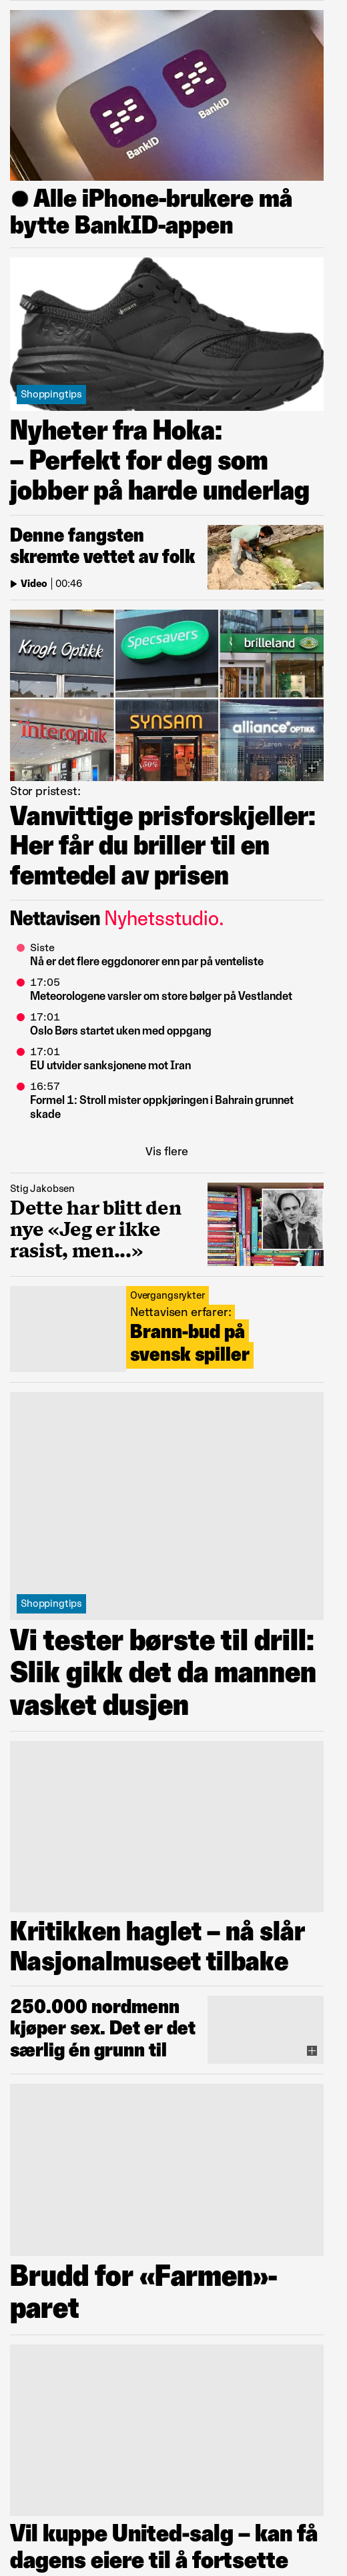 BankID
BankID
● Alle iPhone-brukere må
bytte BankID-appen
HOKA
Shoppingtips
Nyheter fra Hoka:
– Perfekt for deg som
jobber på harde underlag
Denne fangsten
skremte vettet av folk
Video | 00:46
Krogh Optikk
Specsavers
brilleland
interoptik
SYNSAM
50%
alliance OPTIKK
Stor pristest:
Vanvittige prisforskjeller:
Her får du briller til en
femtedel av prisen
Nettavisen Nyhetsstudio.
Siste
Nå er det flere eggdonorer enn par på venteliste
17:05
Meteorologene varsler om store bølger på Vestlandet
17:01
Oslo Børs startet uken med oppgang
17:01
EU utvider sanksjonene mot Iran
16:57
Formel 1: Stroll mister oppkjøringen i Bahrain grunnet
skade
Vis flere
Stig Jakobsen
Dette har blitt den
nye «Jeg er ikke
rasist, men...»
Overgangsrykter
Nettavisen erfarer:
Brann-bud på
svensk spiller
Shoppingtips
Vi tester børste til drill:
Slik gikk det da mannen
vasket dusjen
Kritikken haglet – nå slår
Nasjonalmuseet tilbake
250.000 nordmenn
kjøper sex. Det er det
særlig én grunn til
Brudd for «Farmen»-
paret
Vil kuppe United-salg – kan få
dagens eiere til å fortsette